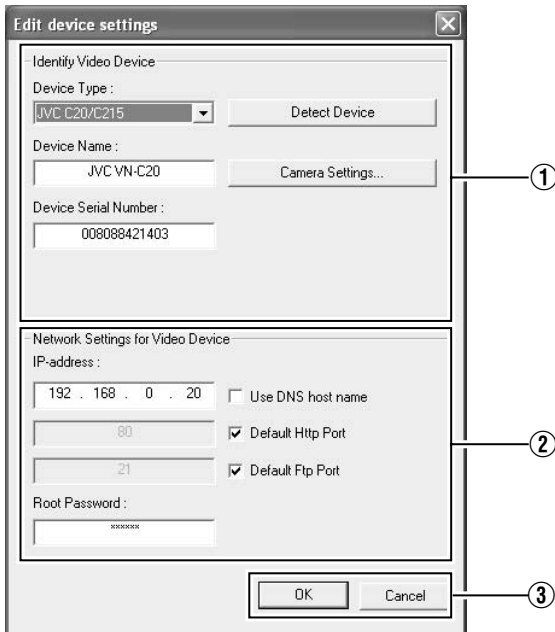 Edit device settings
Identify Video Device
Device Type :
JVC C20/C215
Detect Device
Device Name :
JVC VN-C20
Camera Settings...
①
Device Serial Number :
008088421403
Network Settings for Video Device
IP-address :
192 . 168 . 0 . 20
Use DNS host name
80
Default Http Port
②
21
Default Ftp Port
Root Password :
******
OK
Cancel
③